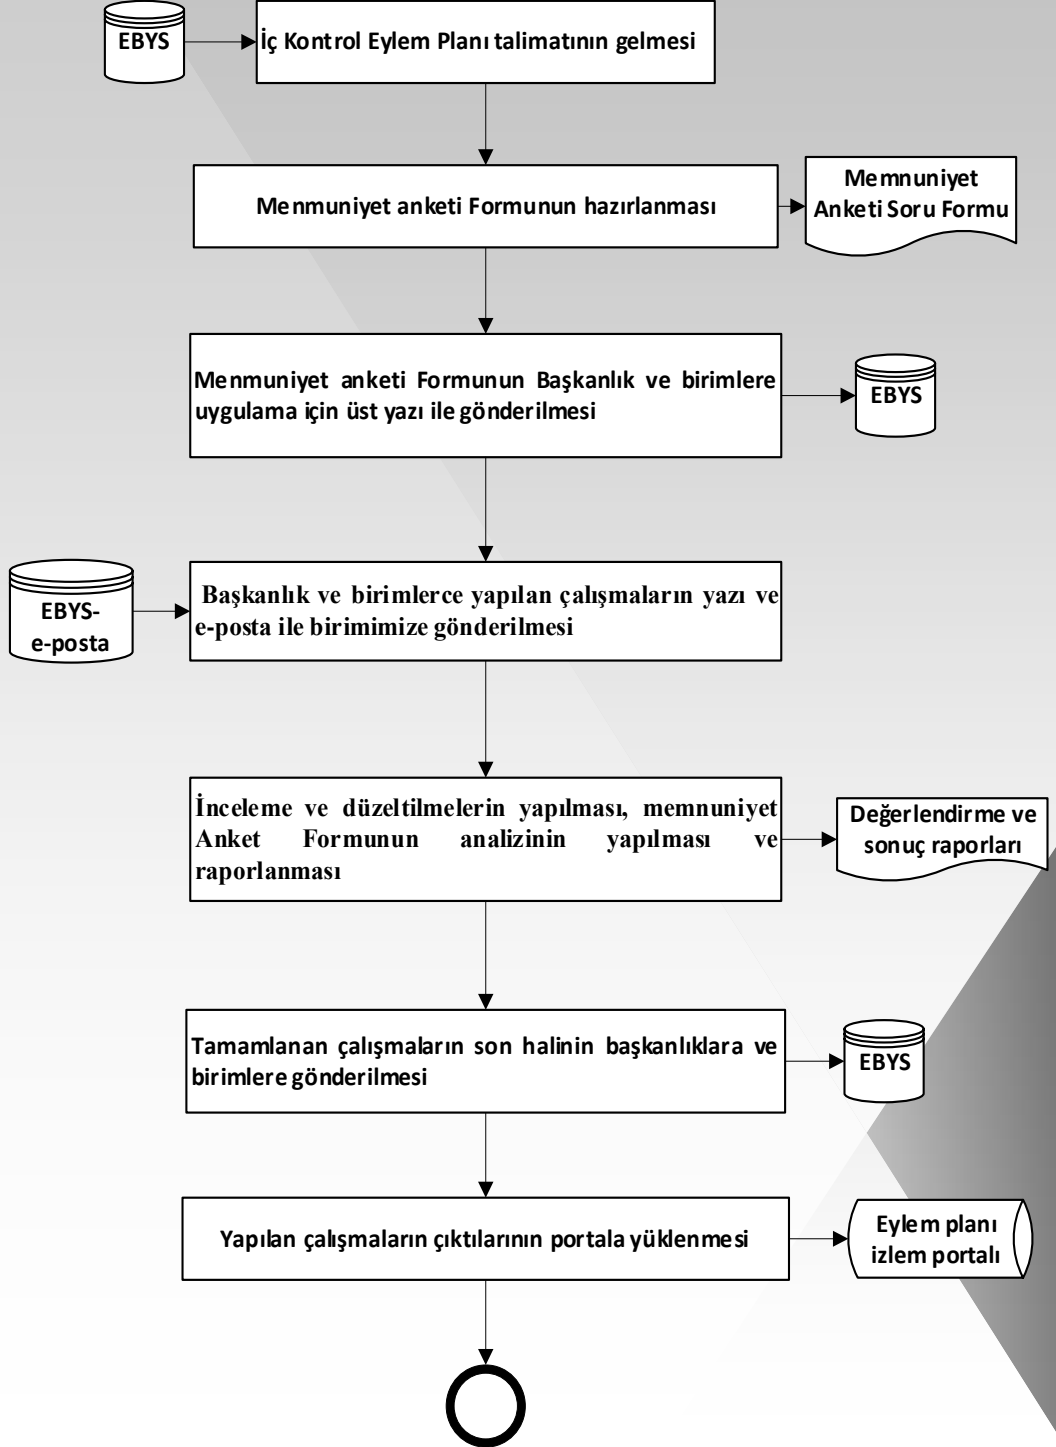 EBYS
İç Kontrol Eylem Planı talimatının gelmesi
Menmuniyet anketi Formunun hazırlanması
Memnuniyet
Anketi Soru Formu
Menmuniyet anketi Formunun Başkanlık ve birimlere
uygulama için üst yazı ile gönderilmesi
EBYS
EBYS-
e-posta
Başkanlık ve birimlerce yapılan çalışmaların yazı ve
e-posta ile birimimize gönderilmesi
İnceleme ve düzeltilmelerin yapılması, memnuniyet
Anket Formunun analizinin yapılması ve
raporlanması
Değerlendirme ve
sonuç raporları
Tamamlanan çalışmaların son halinin başkanlıklara ve
birimlere gönderilmesi
EBYS
Yapılan çalışmaların çıktılarının portala yüklenmesi
Eylem planı
izlem portalı